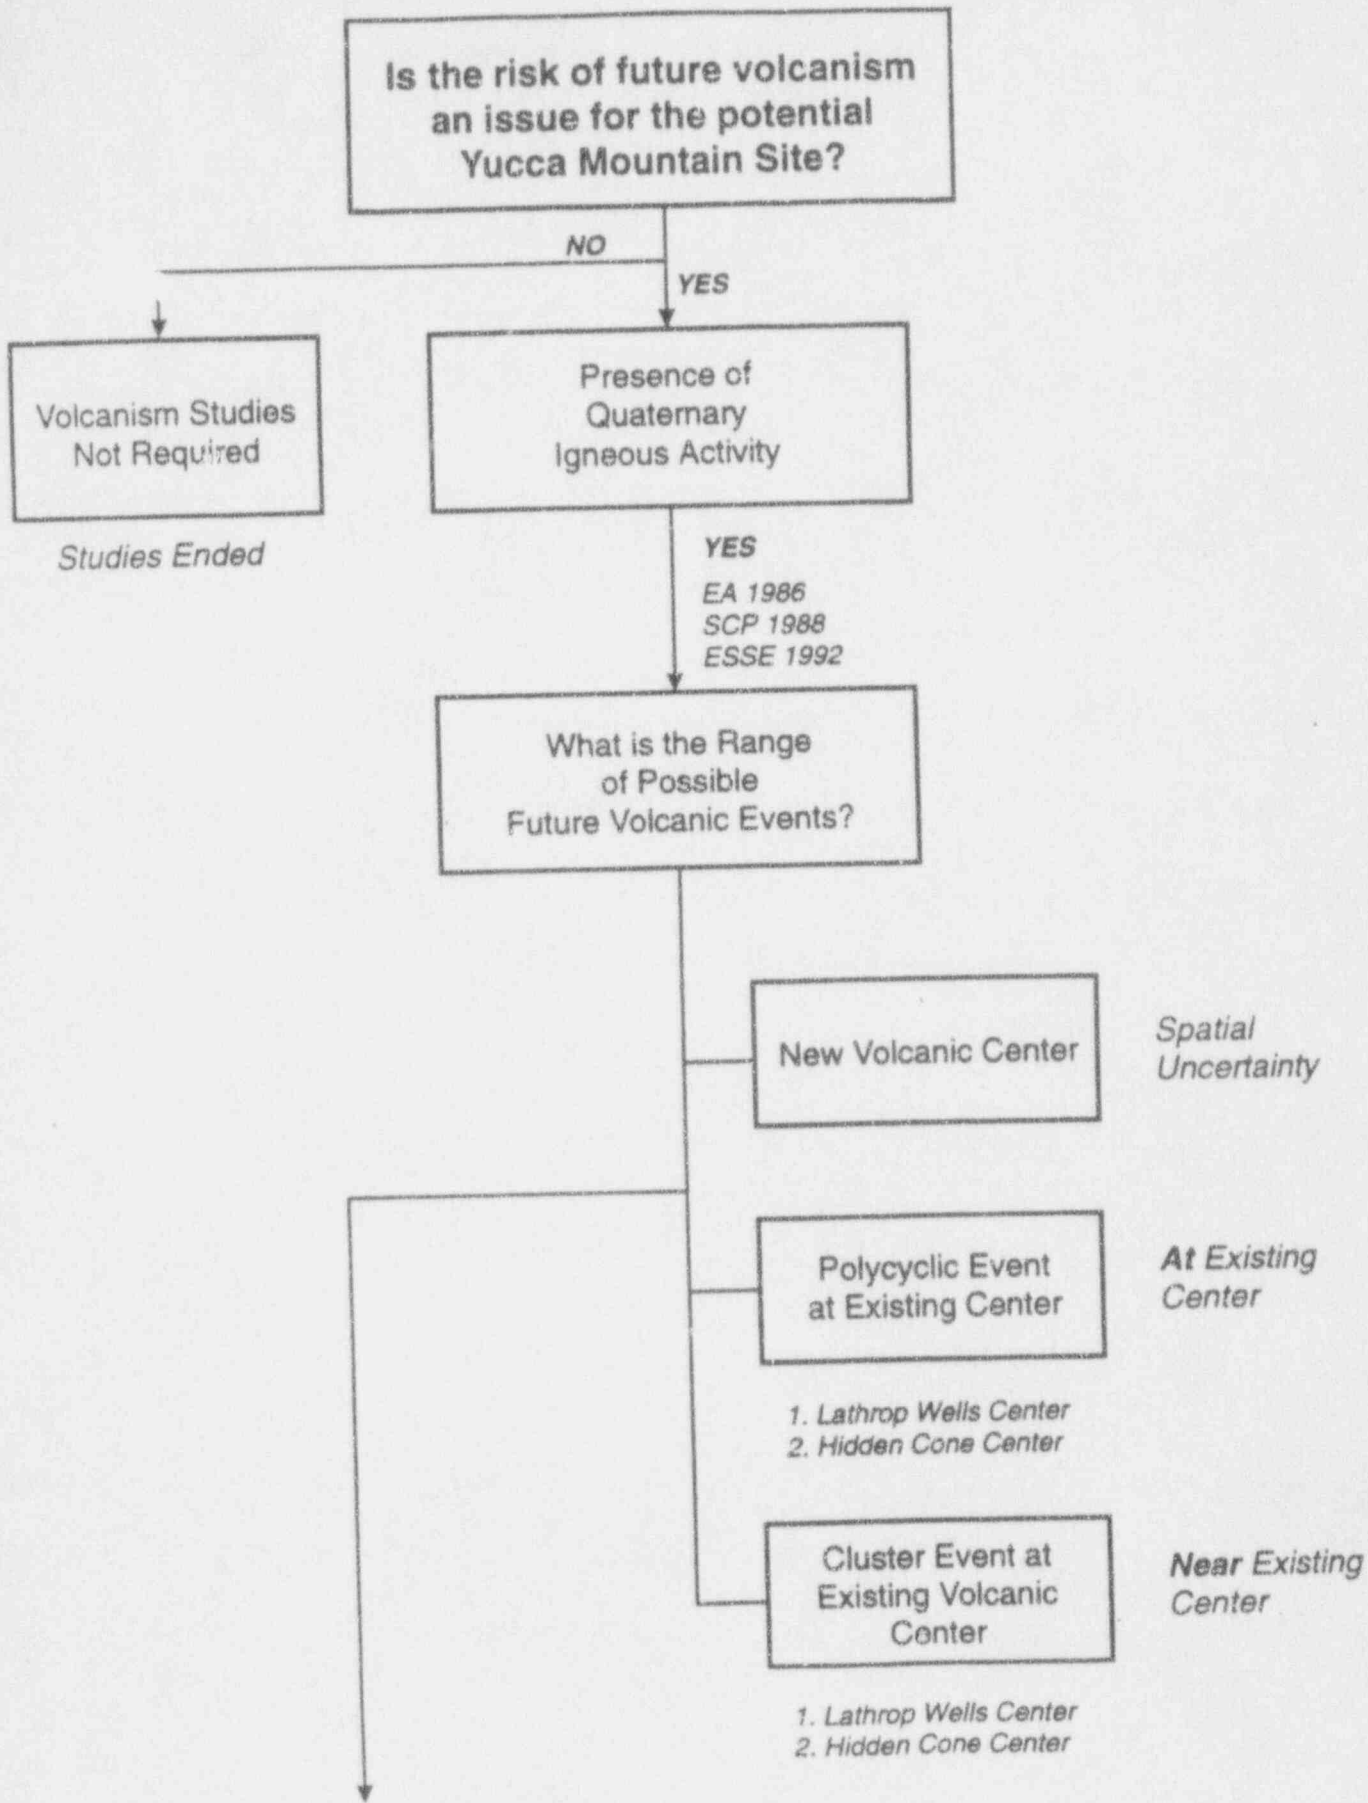 Is the risk of future volcanism
an issue for the potential
Yucca Mountain Site?
NO
YES
Volcanism Studies
Not Required
Studies Ended
Presence of
Quaternary
Igneous Activity
YES
EA 1986
SCP 1988
ESSE 1992
What is the Range
of Possible
Future Volcanic Events?
New Volcanic Center
Spatial
Uncertainty
Polycyclic Event
at Existing Center
At Existing
Center
1. Lathrop Wells Center
2. Hidden Cone Center
Cluster Event at
Existing Volcanic
Center
Near Existing
Center
1. Lathrop Wells Center
2. Hidden Cone Center